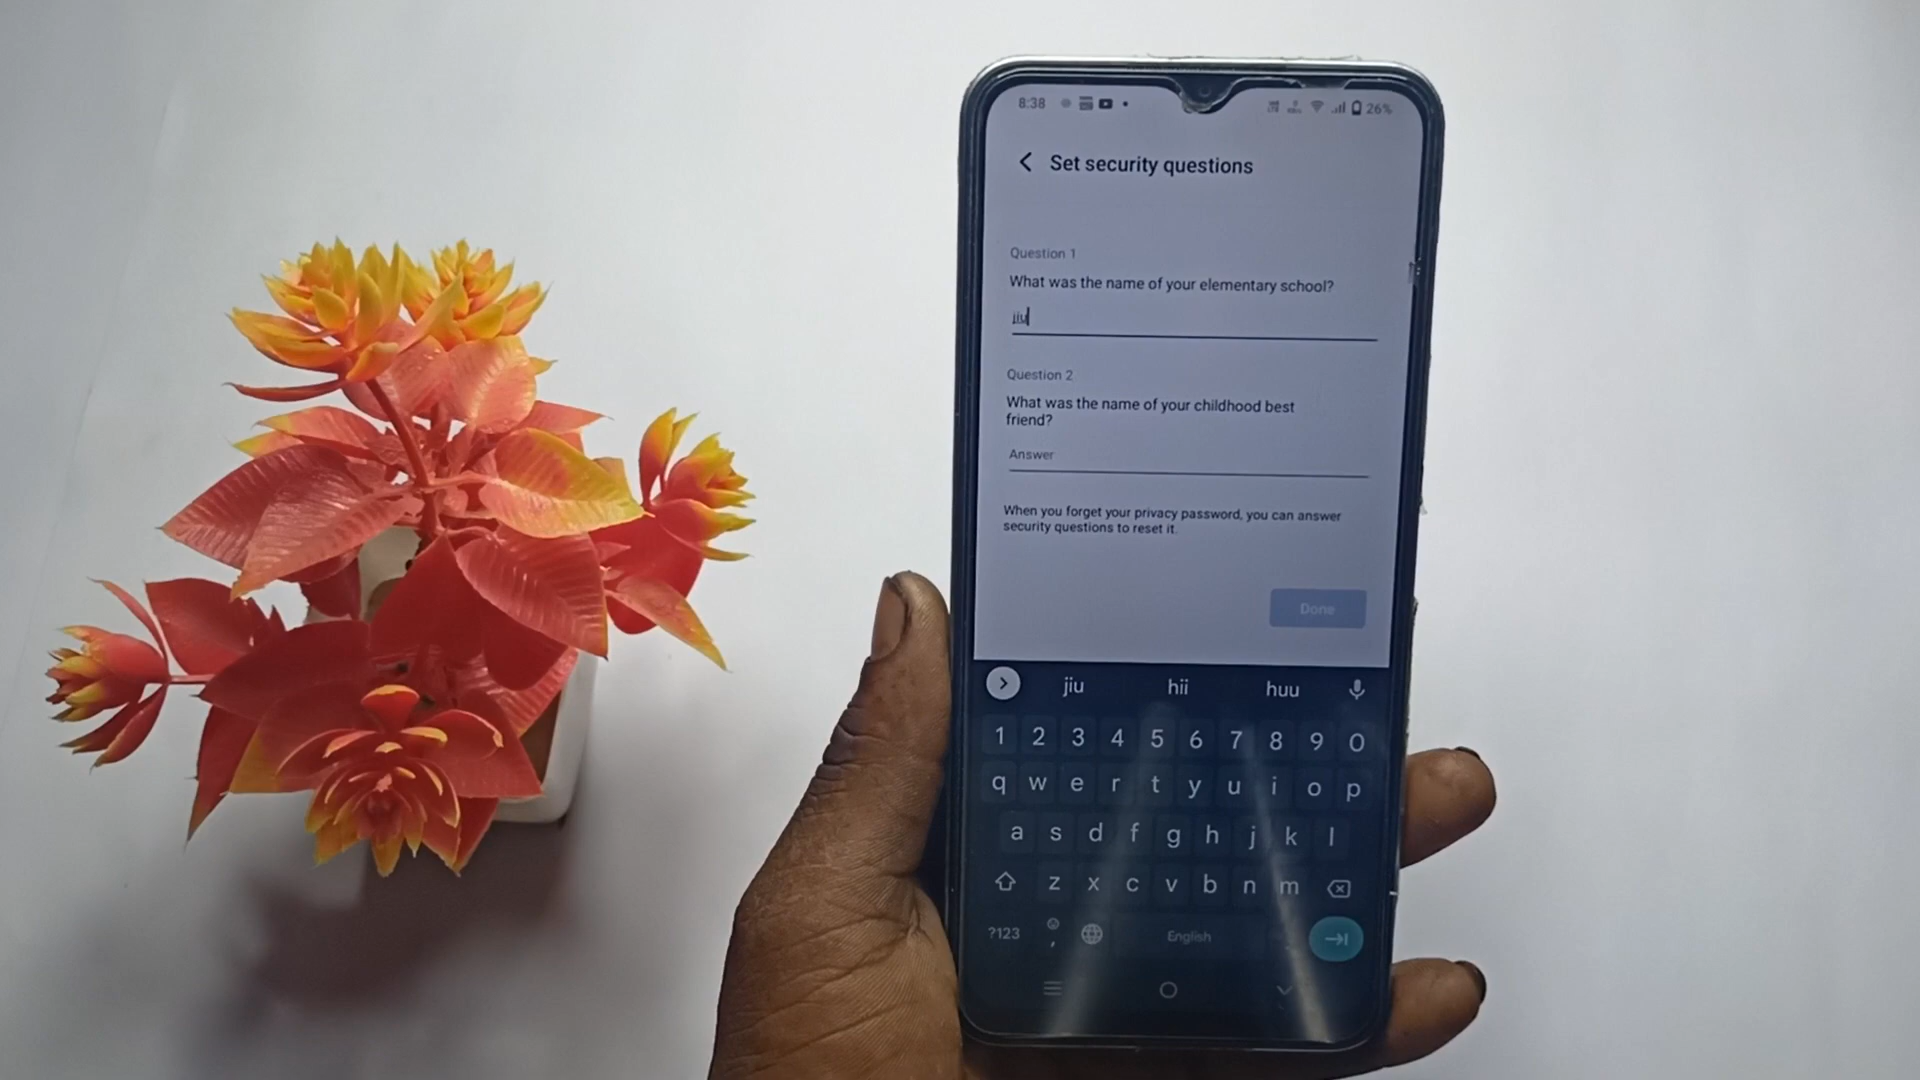 8:38 26%
Set security questions
Question 1
What was the name of your elementary school?
jiu
Question 2
What was the name of your childhood best
friend?
Answer
When you forget your privacy password, you can answer
security questions to reset it.
Done
jiu hii huu
1 2 3 4 5 6 7 8 9 0
q w e r t y u i o p
a s d f g h j k l
z x c v b n m
?123 , English